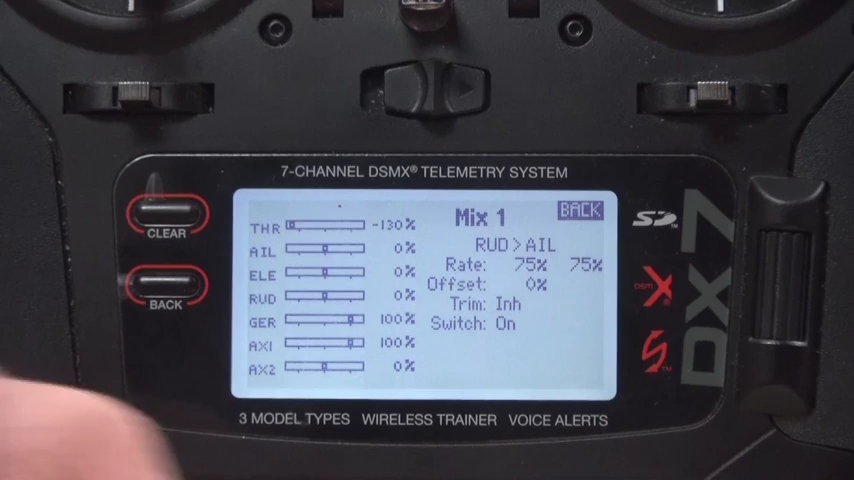 7-CHANNEL DSMX® TELEMETRY SYSTEM
CLEAR
BACK
Mix 1
BACK
RUD>AIL
Rate: 75% 75%
Offset: 0%
Trim: Inh
Switch: On
THR -130%
AIL 0%
ELE 0%
RUD 0%
GER 100%
AX1 100%
AX2 0%
SD™
DSM X®
DX7
3 MODEL TYPES WIRELESS TRAINER VOICE ALERTS